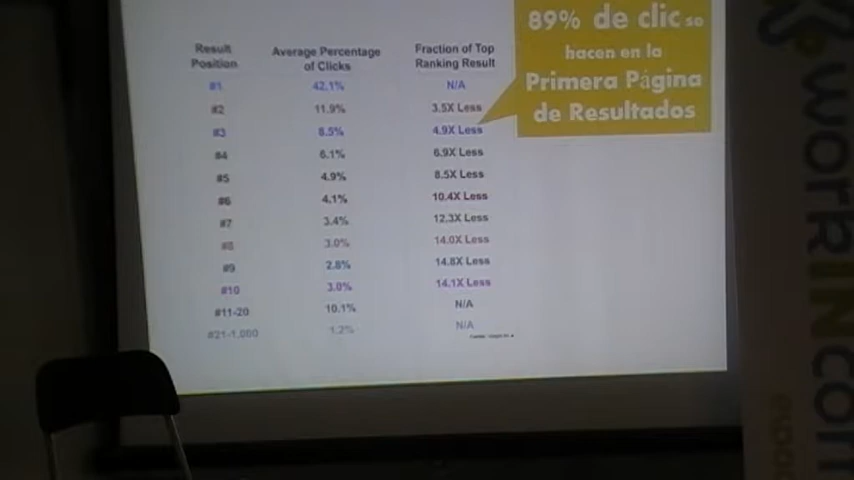 89% de clic se
hacen en la
Primera Página
de Resultados
Result Position Average Percentage of Clicks Fraction of Top Ranking Result
#1 42.1% N/A
#2 11.9% 3.5X Less
#3 8.5% 4.9X Less
#4 6.1% 6.9X Less
#5 4.9% 8.5X Less
#6 4.1% 10.4X Less
#7 3.4% 12.3X Less
#8 3.0% 14.0X Less
#9 2.8% 14.8X Less
#10 3.0% 14.1X Less
#11-20 10.1% N/A
#21-1,000 1.2% N/A
workINcom